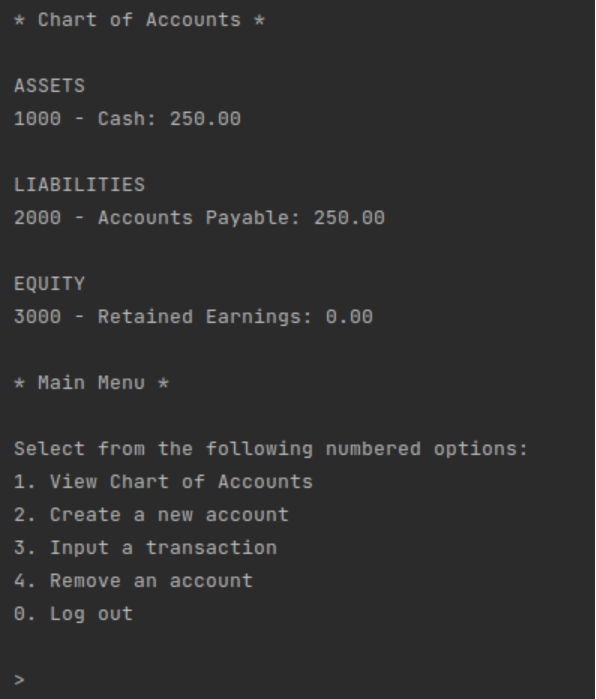 * Chart of Accounts *
ASSETS
1000 - Cash: 250.00
LIABILITIES
2000 - Accounts Payable: 250.00
EQUITY
3000 - Retained Earnings: 0.00
* Main Menu *
Select from the following numbered options:
1. View Chart of Accounts
2. Create a new account
3. Input a transaction
4. Remove an account
0. Log out
>